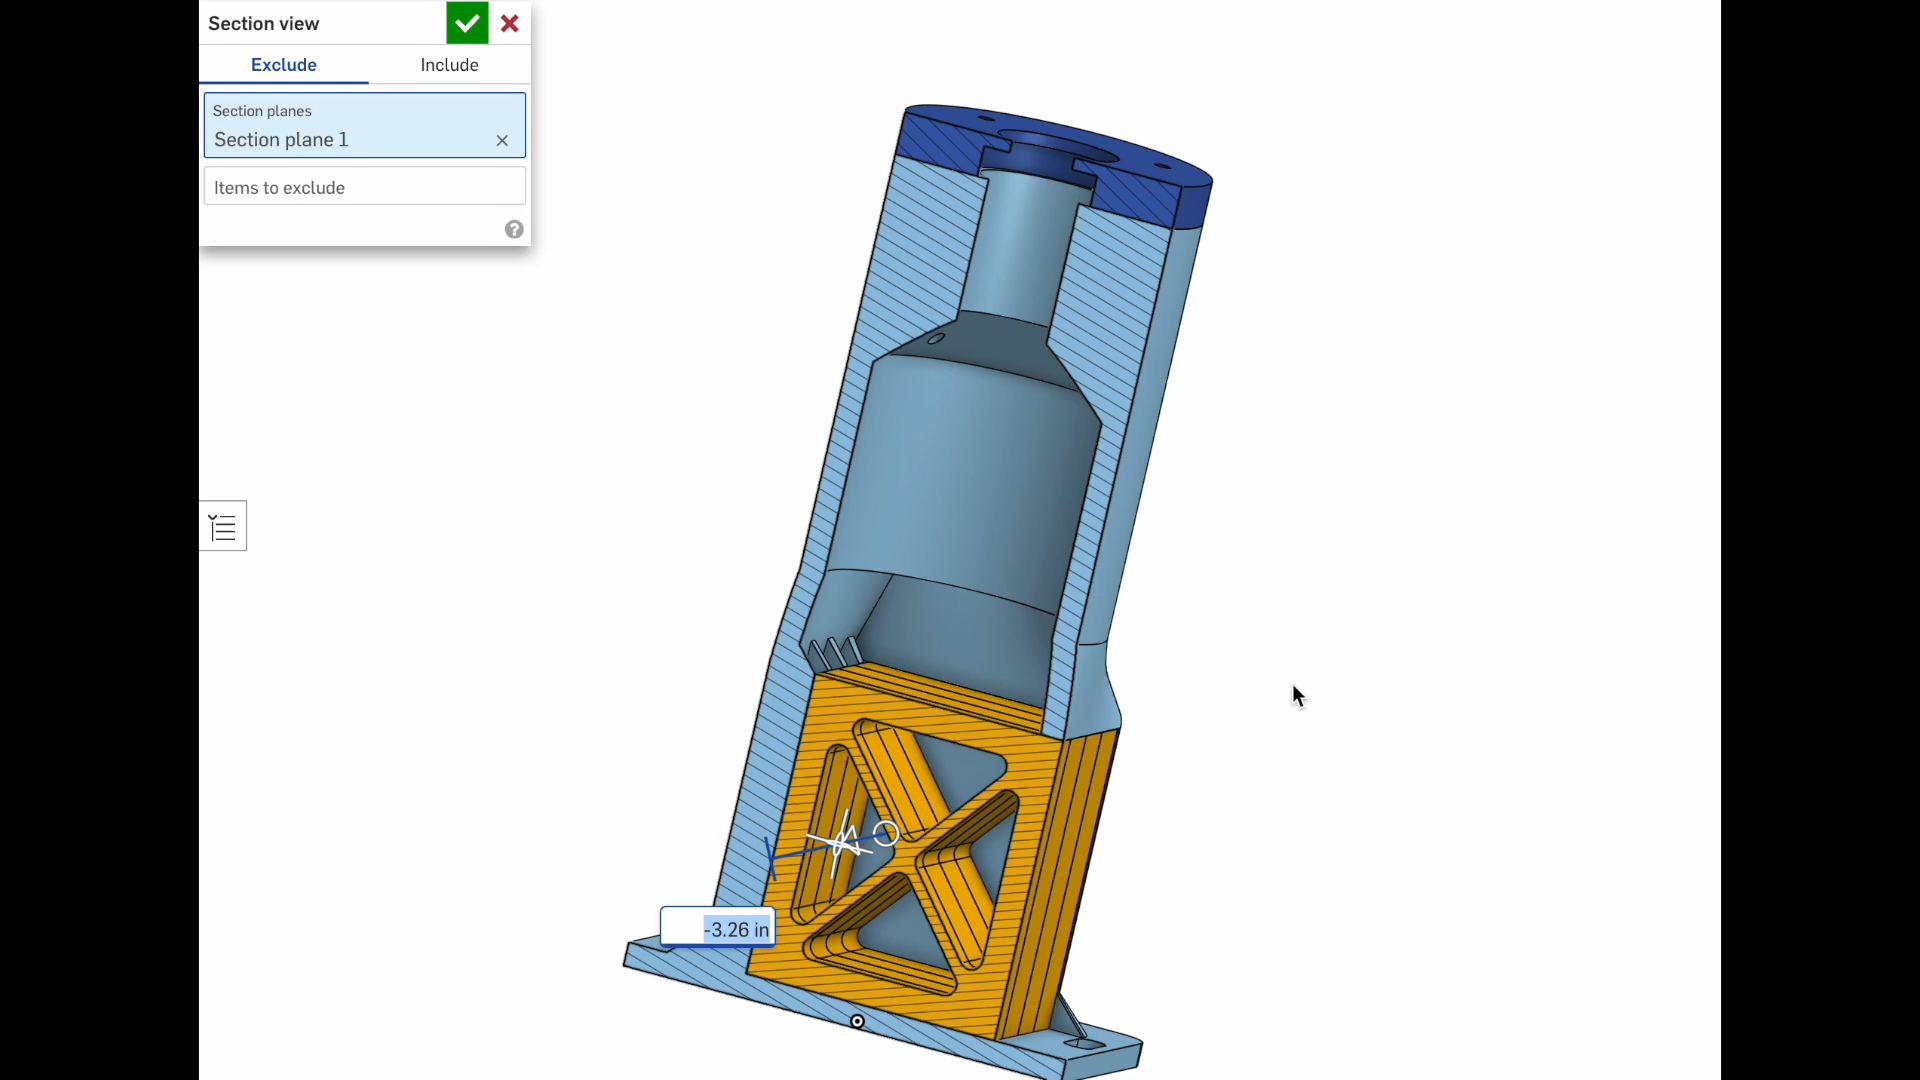 Section view
Exclude
Include
Section planes
Section plane 1
Items to exclude
-3.26 in